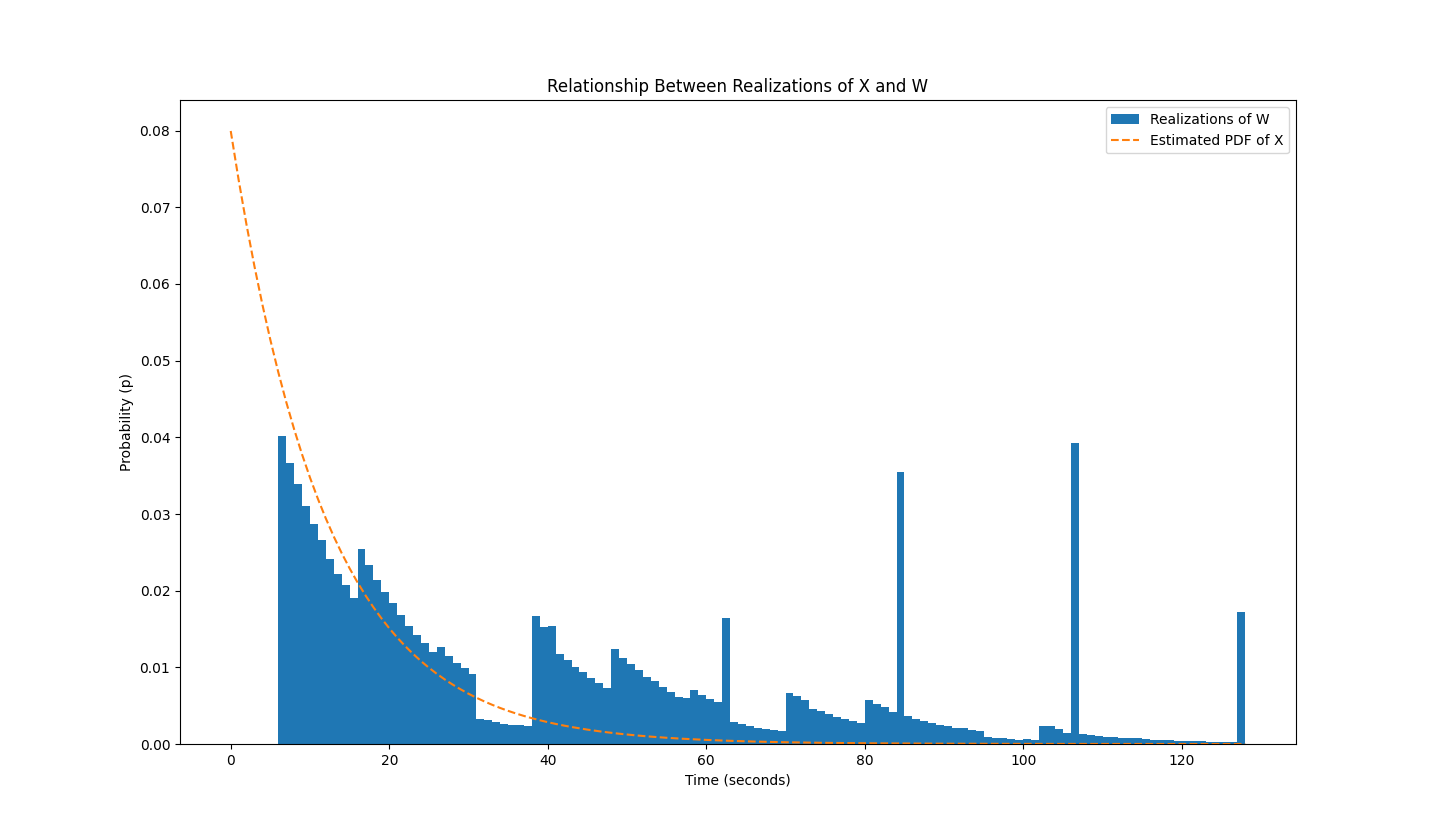 Relationship Between Realizations of X and W
Realizations of W
Estimated PDF of X
Probability (p)
0.08
0.07
0.06
0.05
0.04
0.03
0.02
0.01
0.00
0 20 40 60 80 100 120
Time (seconds)